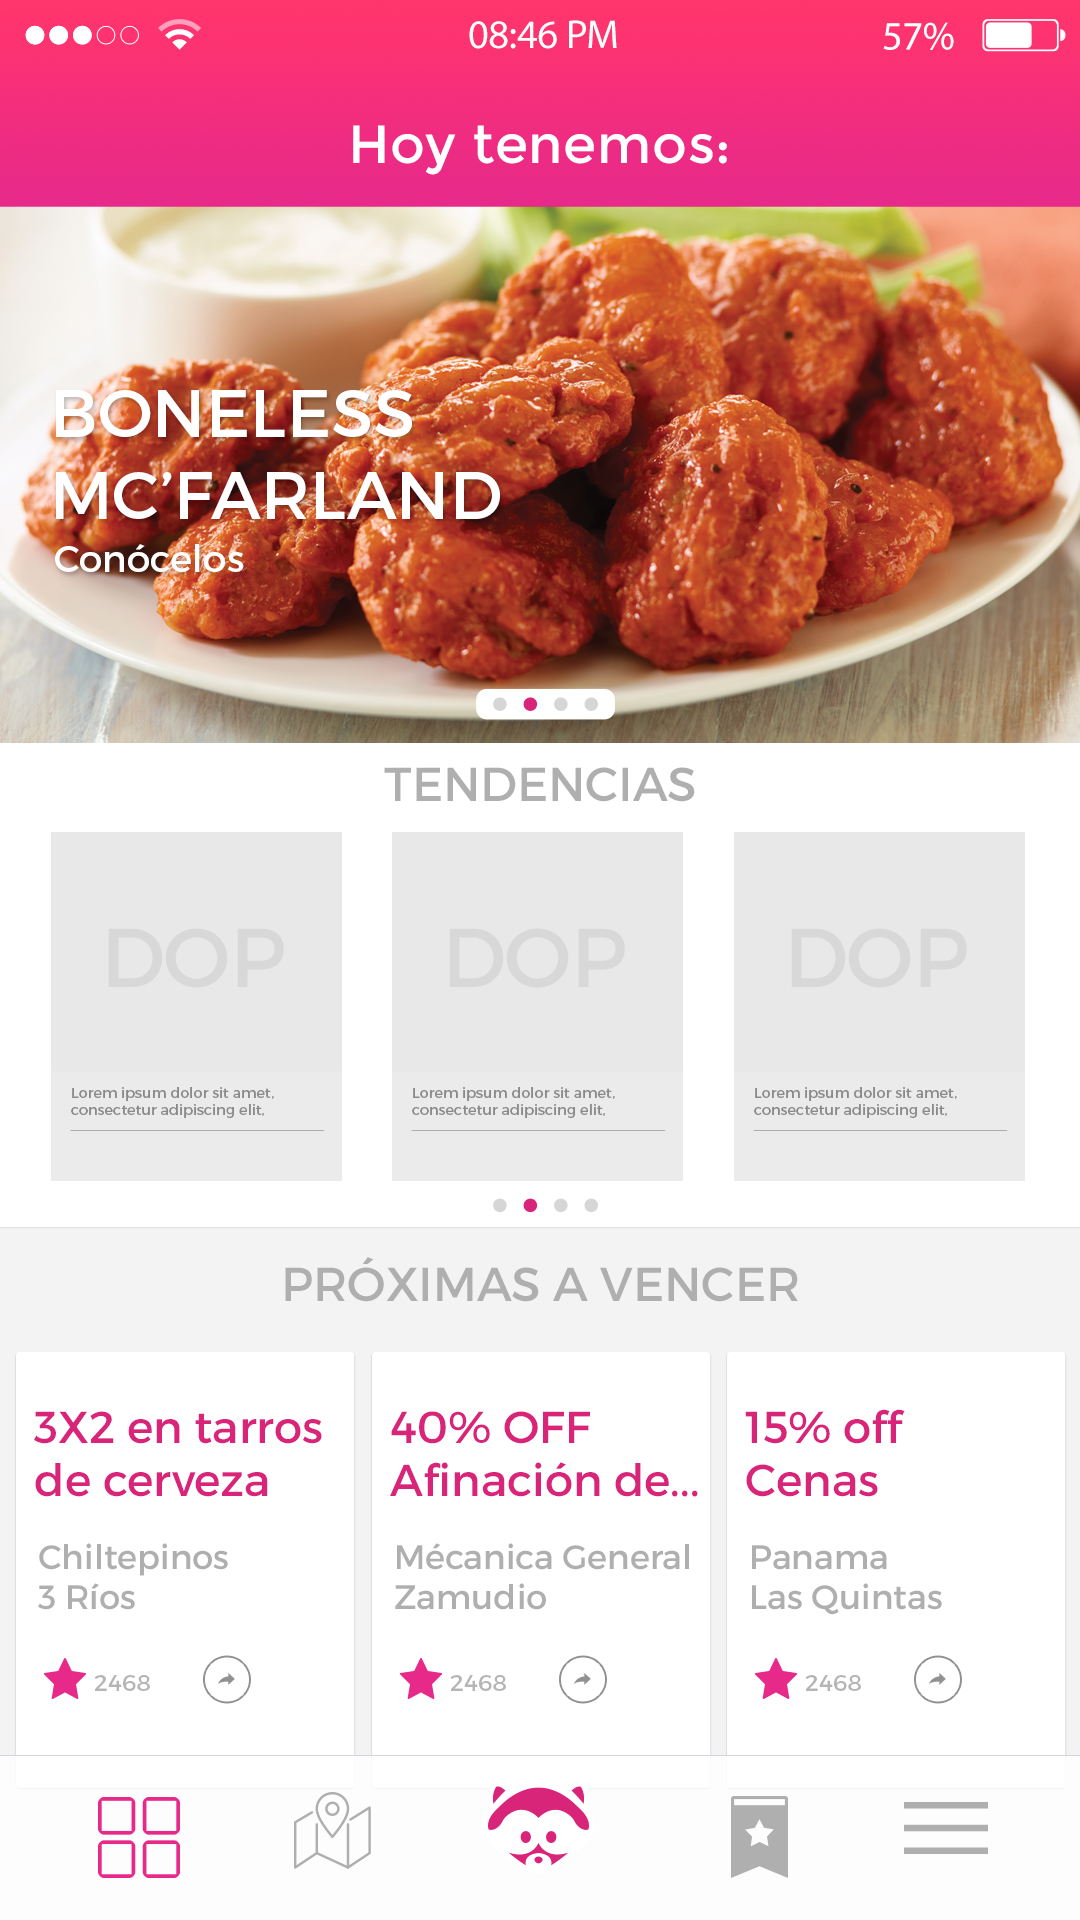 08:46 PM 57%
Hoy tenemos:
BONELESS
MC’FARLAND
Conócelos
TENDENCIAS
DOP DOP DOP
Lorem ipsum dolor sit amet, Lorem ipsum dolor sit amet, Lorem ipsum dolor sit amet,
consectetur adipiscing elit, consectetur adipiscing elit, consectetur adipiscing elit,
PRÓXIMAS A VENCER
3X2 en tarros
de cerveza
Chiltepinos
3 Ríos
2468
40% OFF
Afinación de...
Mécanica General
Zamudio
2468
15% off
Cenas
Panama
Las Quintas
2468